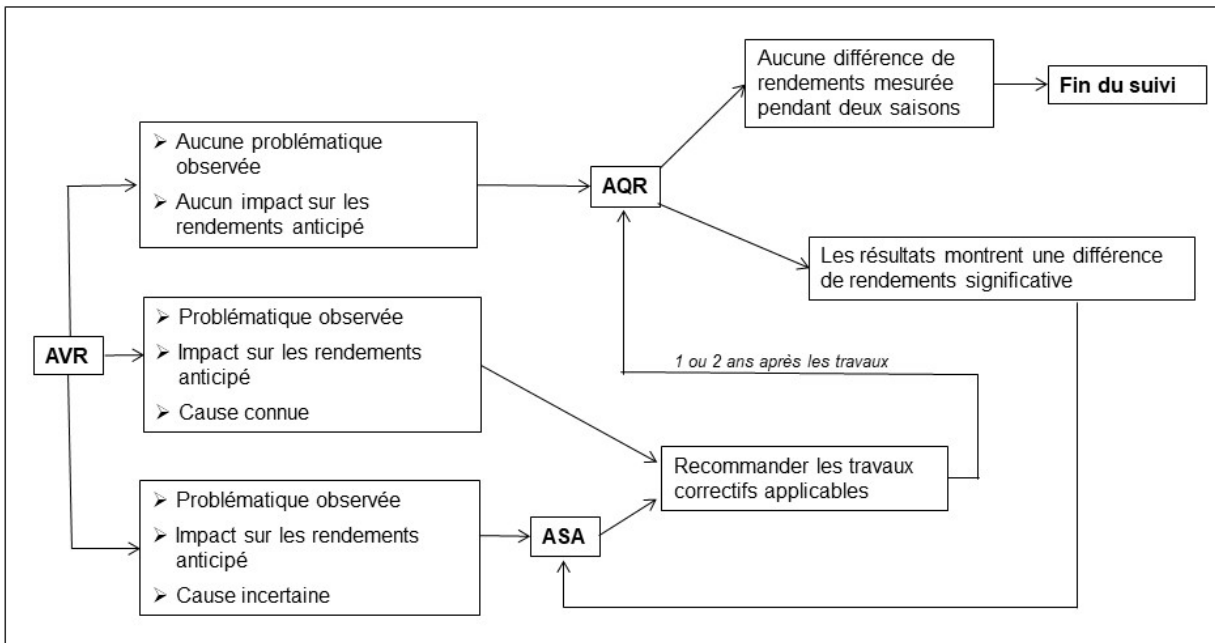 Aucune différence de
rendements mesurée
pendant deux saisons
Fin du suivi
➢ Aucune problématique
observée
➢ Aucun impact sur les
rendements anticipé
AQR
Les résultats montrent une différence
de rendements significative
AVR
➢ Problématique observée
➢ Impact sur les rendements
anticipé
➢ Cause connue
1 ou 2 ans après les travaux
Recommander les travaux
correctifs applicables
➢ Problématique observée
➢ Impact sur les rendements
anticipé
➢ Cause incertaine
ASA